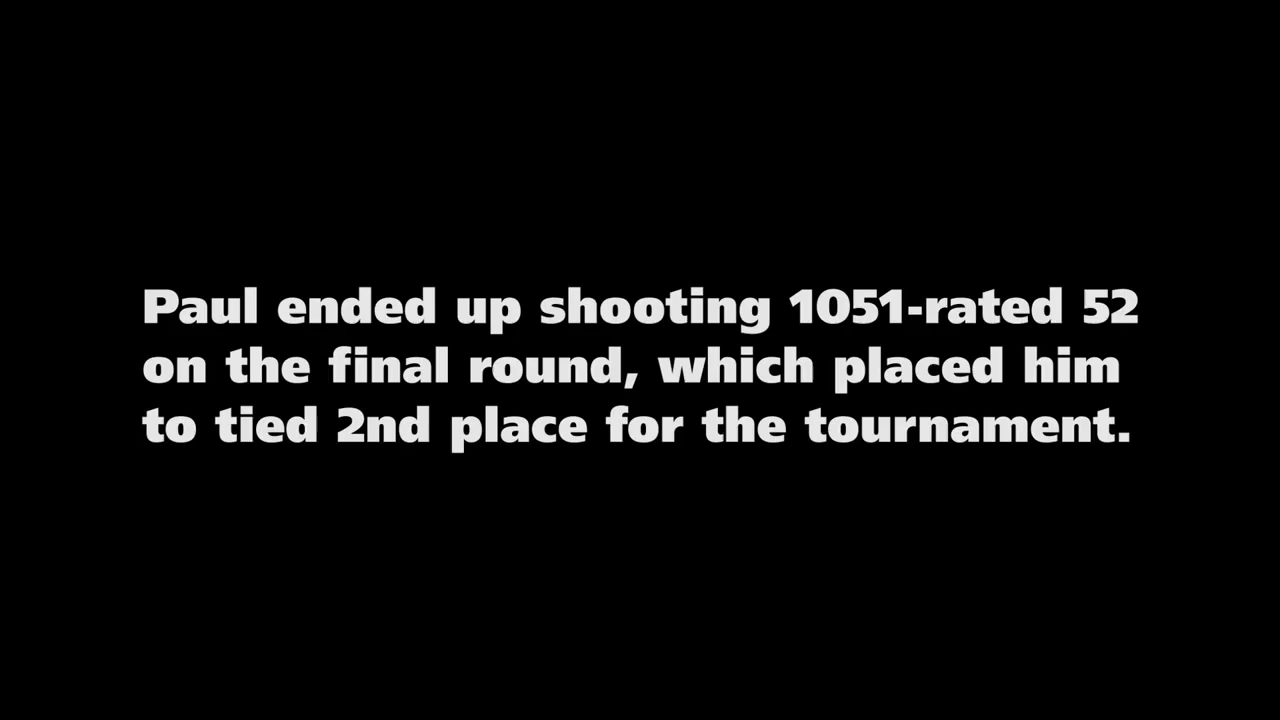 Paul ended up shooting 1051-rated 52
on the final round, which placed him
to tied 2nd place for the tournament.